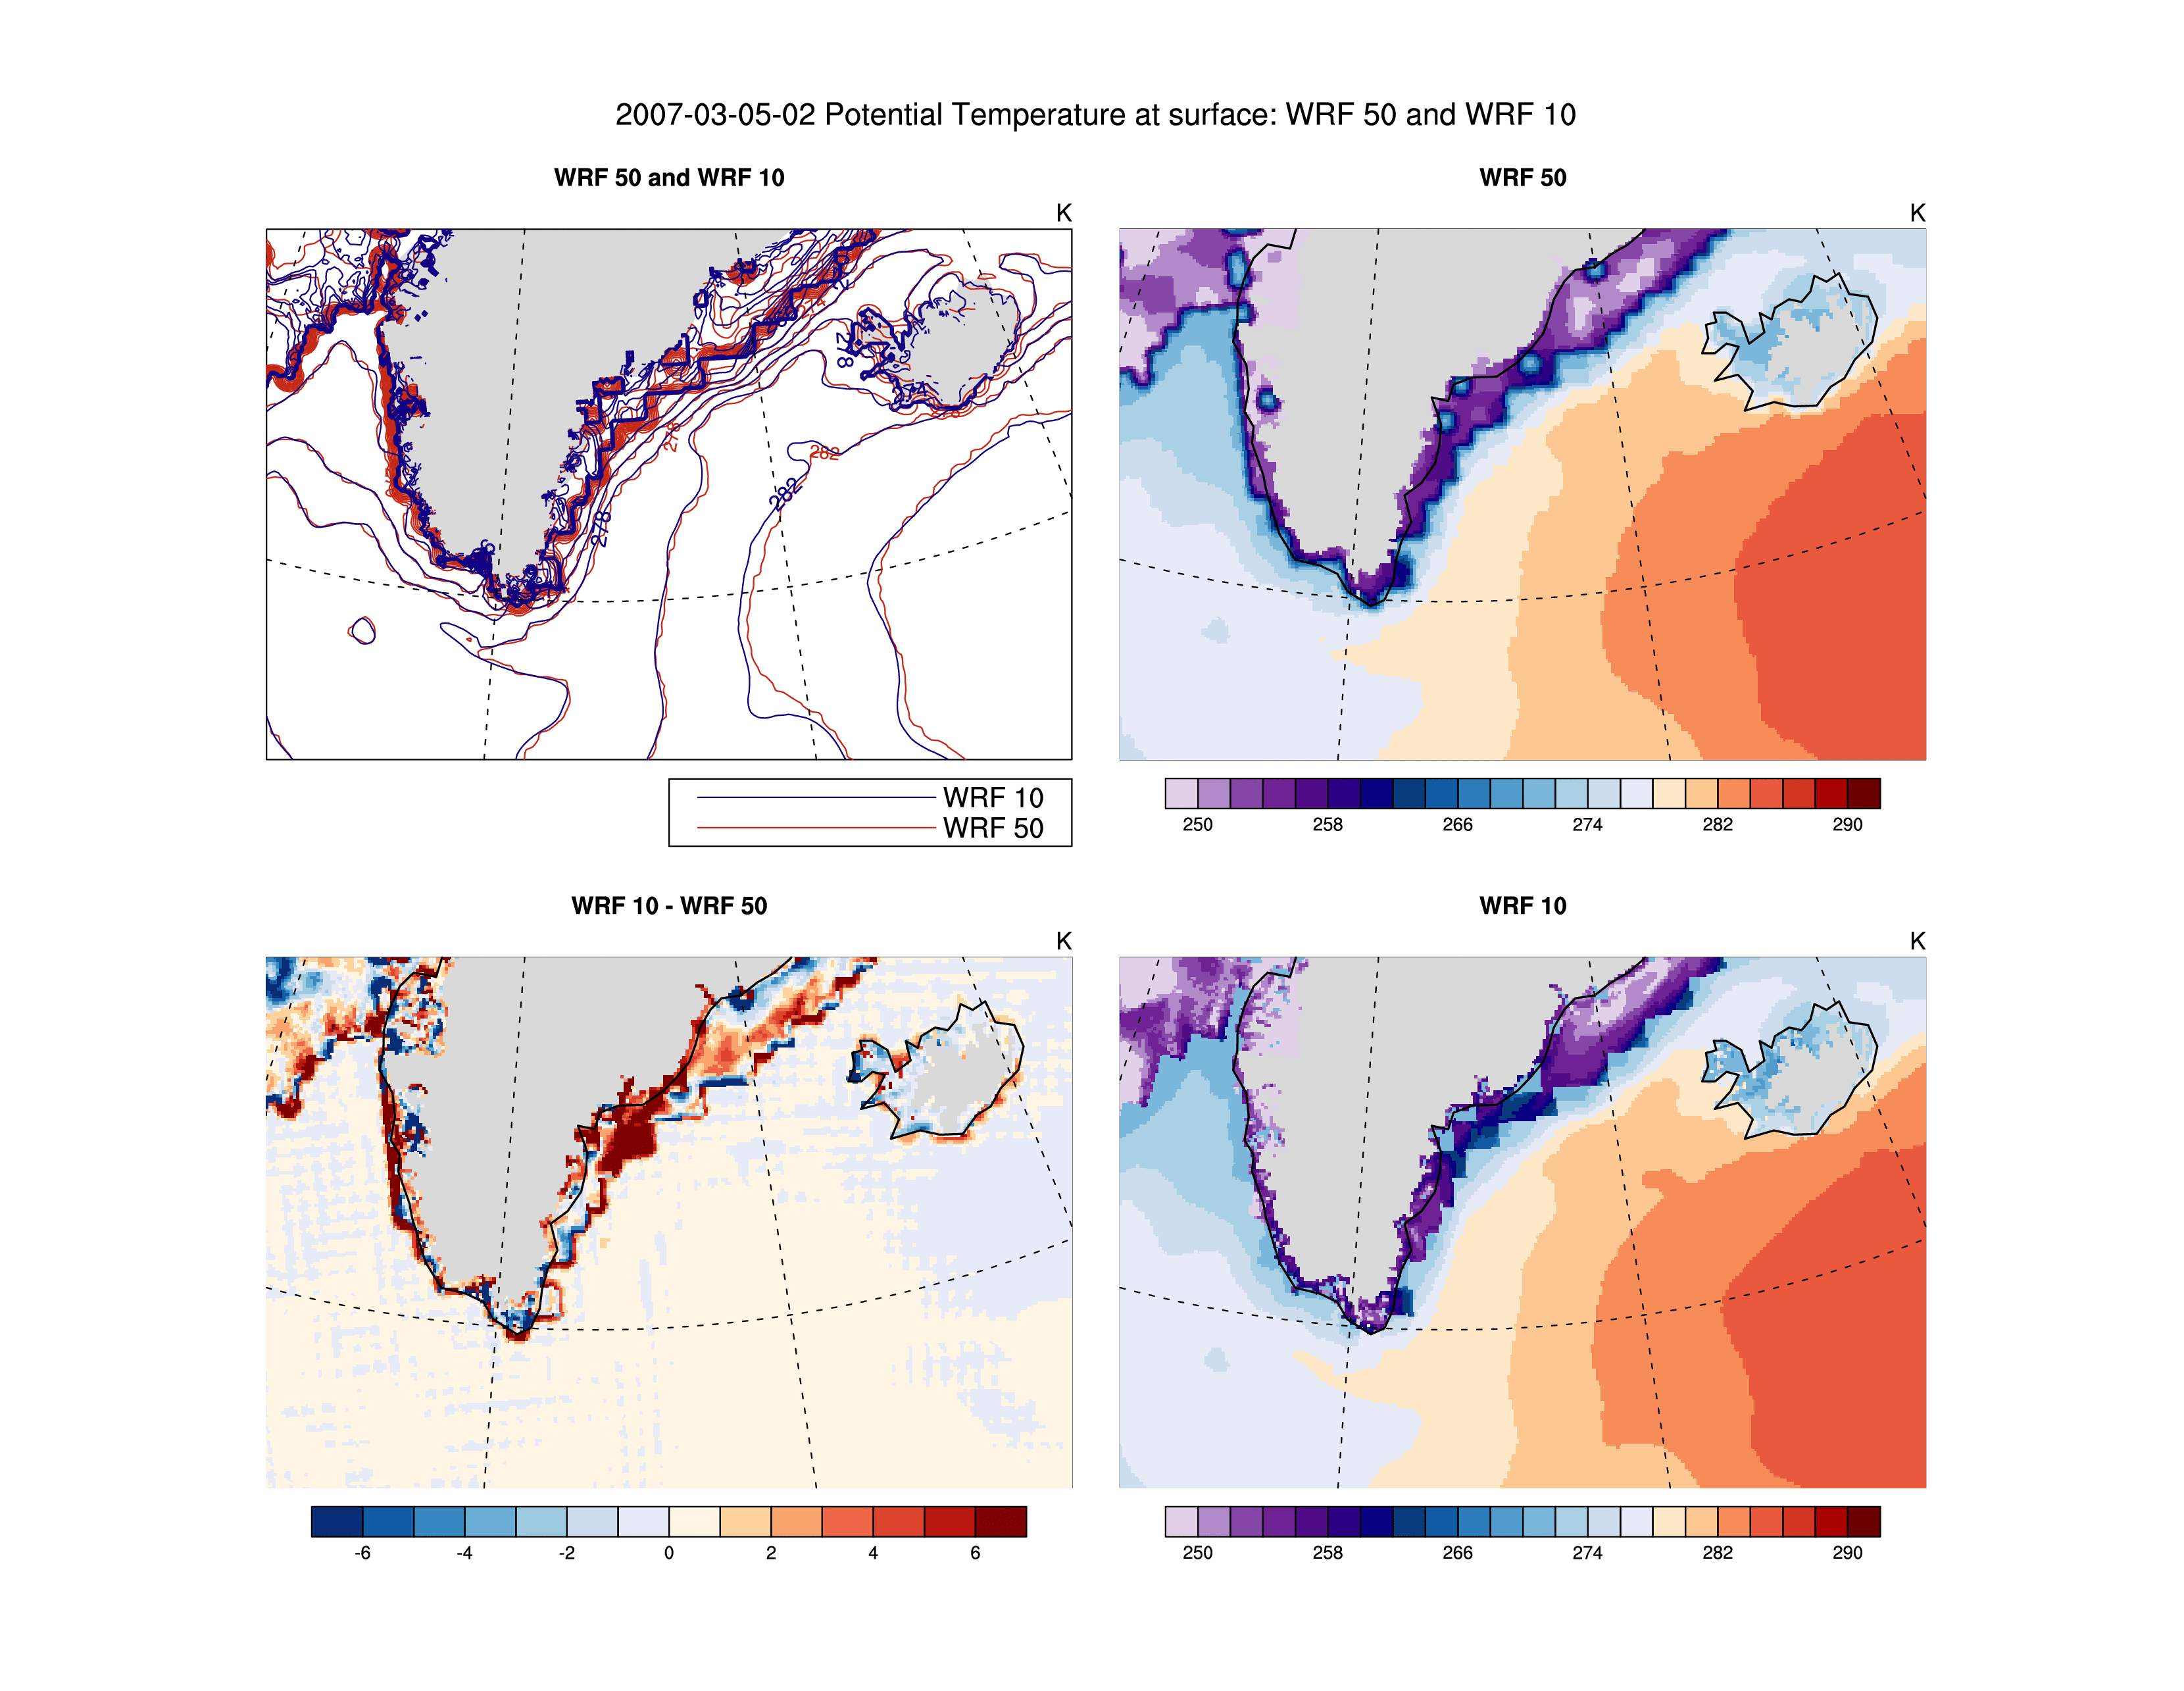 2007-03-05-02 Potential Temperature at surface: WRF 50 and WRF 10
WRF 50 and WRF 10
K
278
282
282
278
WRF 10
WRF 50
WRF 50
K
250 258 266 274 282 290
WRF 10 - WRF 50
K
-6 -4 -2 0 2 4 6
WRF 10
K
250 258 266 274 282 290